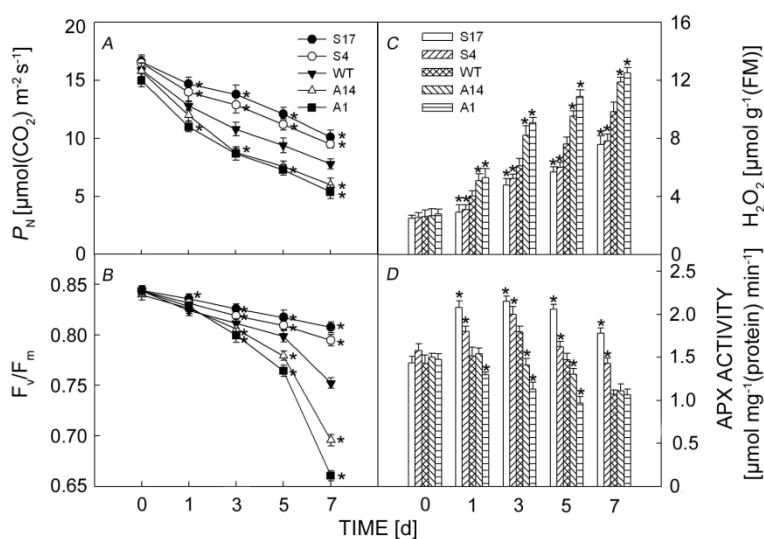 A
S17
S4
WT
A14
A1
20
15
10
5
0
P_N [μmol(CO₂) m⁻² s⁻¹]
C
S17
S4
WT
A14
A1
16
12
8
4
0
H₂O₂ [μmol g⁻¹(FM)]
* * * * * * * *
* * * * * * * *
* * * * * * * * * * * * * * * *
B
0.85
0.80
0.75
0.70
0.65
F_v/F_m
0 1 3 5 7
* * * * * * * *
* * * * * *
D
2.5
2.0
1.5
1.0
0.5
0
APX ACTIVITY
[μmol mg⁻¹(protein) min⁻¹]
0 1 3 5 7
* * * * * * * * * * * * *
TIME [d]